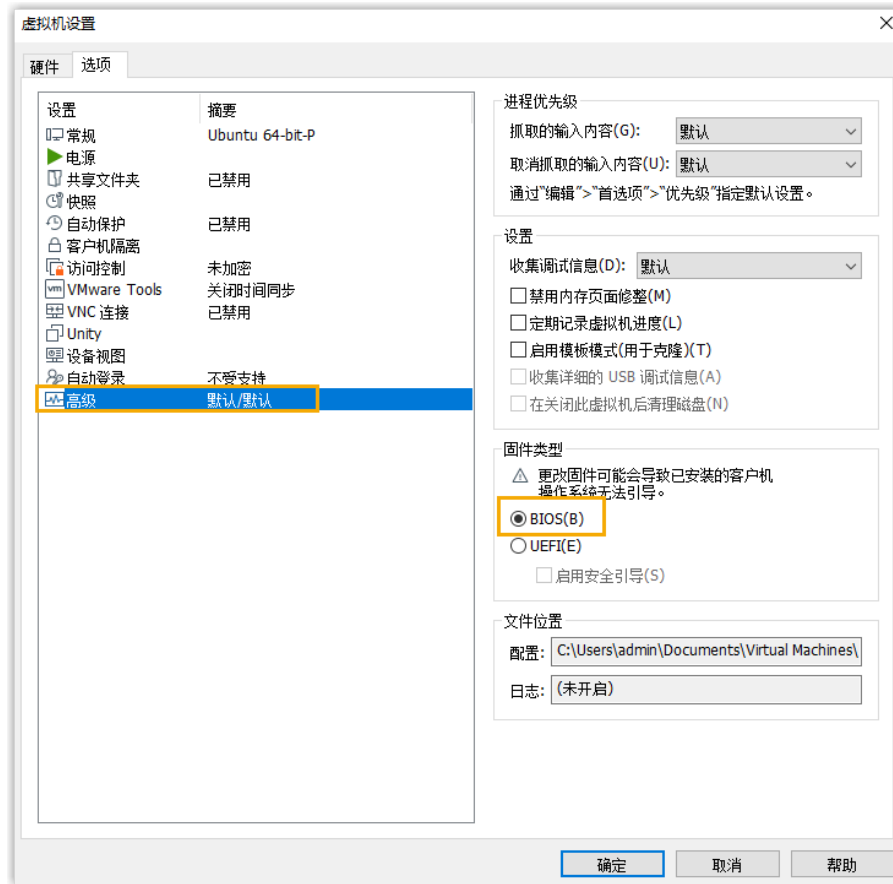 虚拟机设置
硬件 选项
设置 摘要
常规 Ubuntu 64-bit-P
电源
共享文件夹 已禁用
快照
自动保护 已禁用
客户机隔离
访问控制 未加密
VMware Tools 关闭时间同步
VNC 连接 已禁用
Unity
设备视图
自动登录 不受支持
高级 默认/默认
进程优先级
抓取的输入内容(G): 默认
取消抓取的输入内容(U): 默认
通过"编辑">"首选项">"优先级"指定默认设置。
设置
收集调试信息(D): 默认
禁用内存页面修整(M)
定期记录虚拟机进度(L)
启用模板模式(用于克隆)(T)
收集详细的 USB 调试信息(A)
在关闭此虚拟机后清理磁盘(N)
固件类型
更改固件可能会导致已安装的客户机
操作系统无法引导。
BIOS(B)
UEFI(E)
启用安全引导(S)
文件位置
配置: C:\Users\admin\Documents\Virtual Machines\
日志: (未开启)
确定 取消 帮助